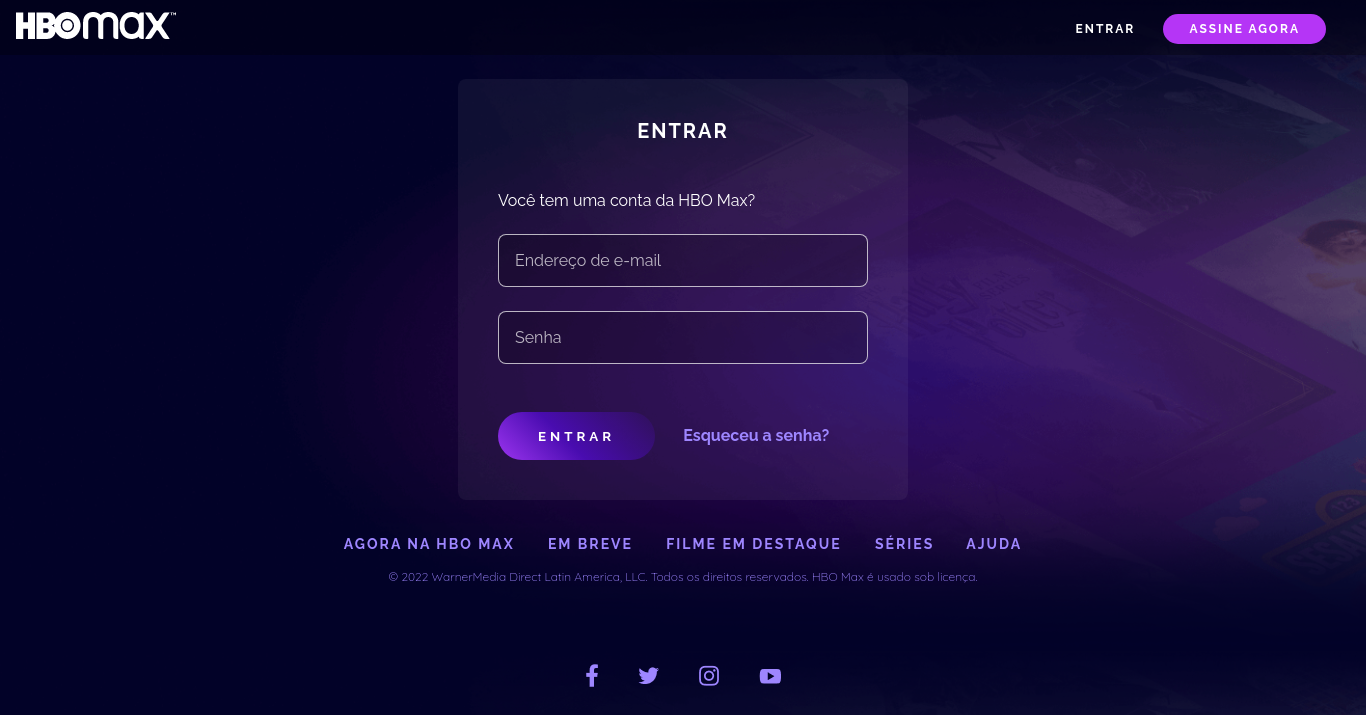 HBOmax™
ENTRAR
ASSINE AGORA
ENTRAR
Você tem uma conta da HBO Max?
Endereço de e-mail
Senha
ENTRAR
Esqueceu a senha?
AGORA NA HBO MAX
EM BREVE
FILME EM DESTAQUE
SÉRIES
AJUDA
© 2022 WarnerMedia Direct Latin America, LLC. Todos os direitos reservados. HBO Max é usado sob licença.